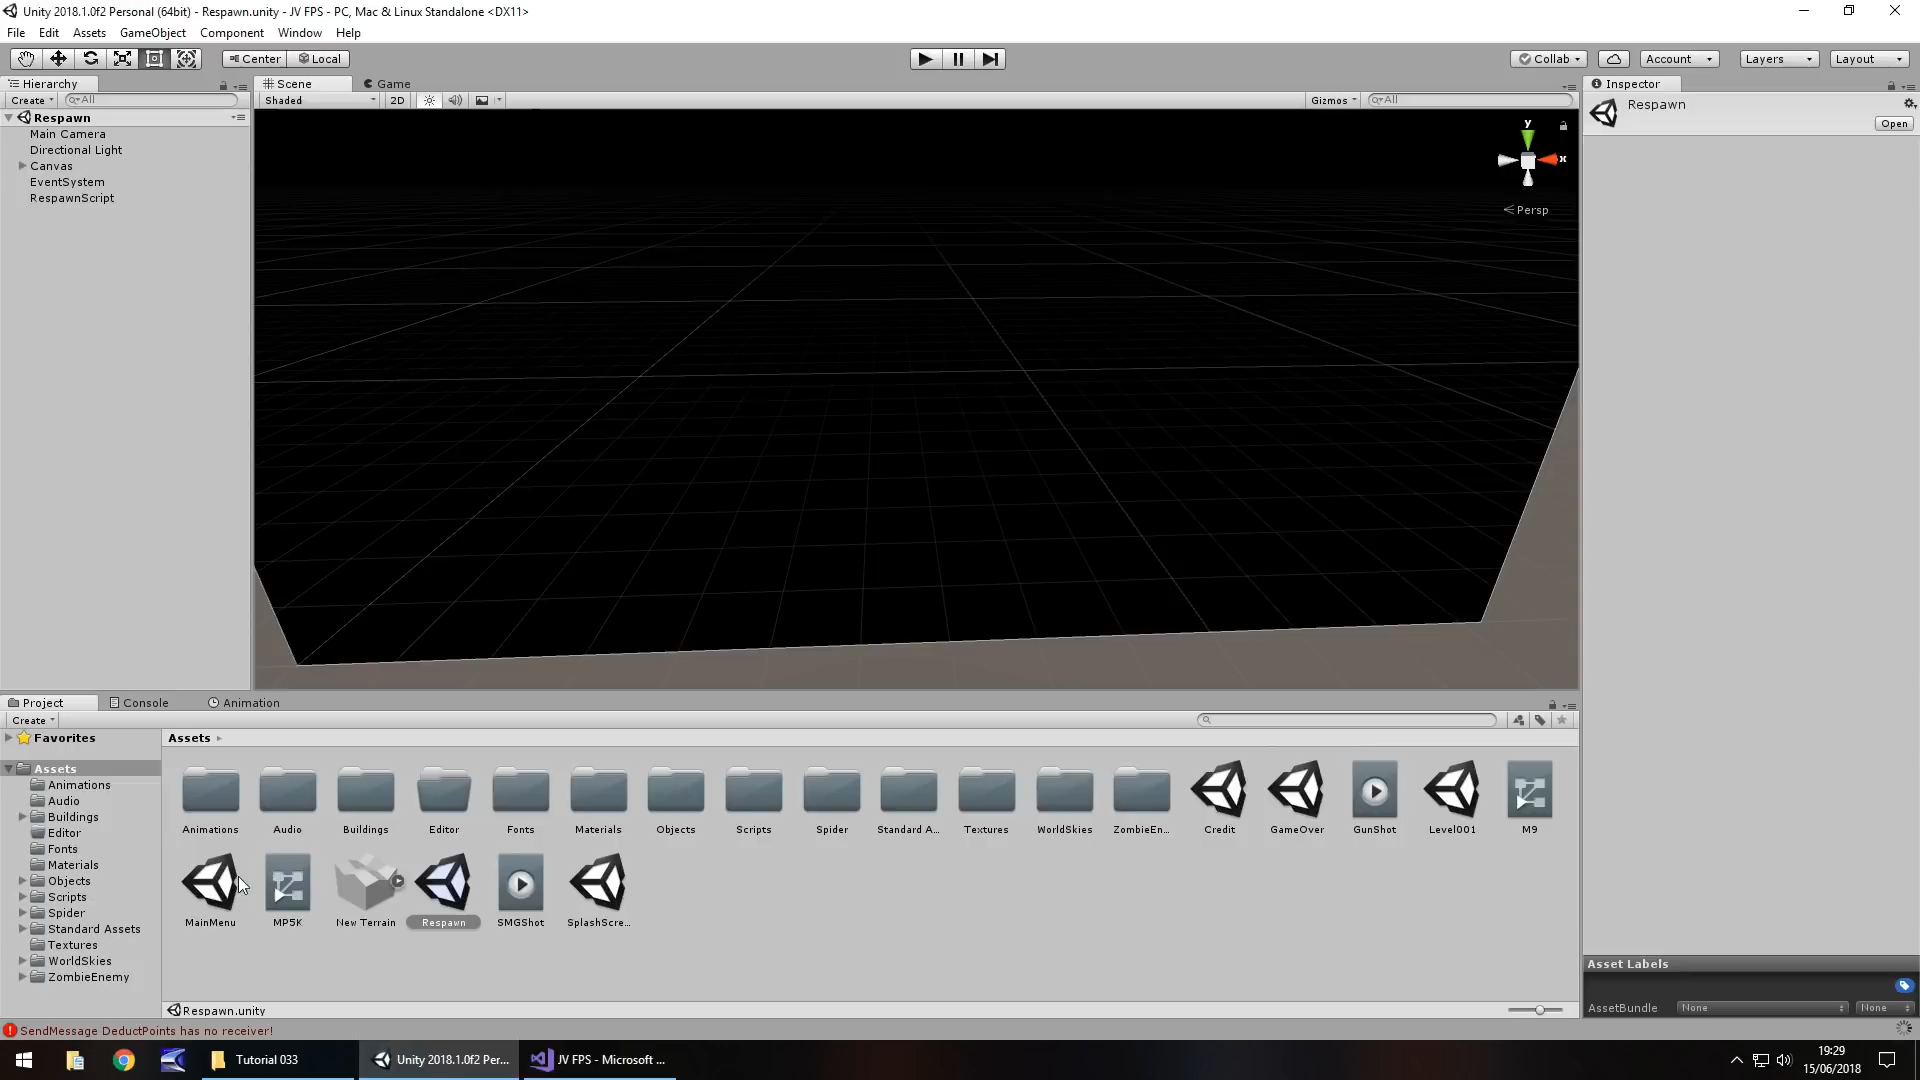 Unity 2018.1.0f2 Personal (64bit) - Respawn.unity - JV FPS - PC, Mac & Linux Standalone <DX11>
File Edit Assets GameObject Component Window Help
Center Local Collab Account Layers Layout
Hierarchy Scene Game Inspector
Create All Shaded 2D Gizmos All
Respawn
Open
Respawn
Main Camera
Directional Light
Canvas
EventSystem
RespawnScript
y
x
Persp
Project Console Animation
Create
Favorites
Assets
Assets
Animations
Audio
Buildings
Editor
Fonts
Materials
Objects
Scripts
Spider
Standard Assets
Textures
WorldSkies
ZombieEnemy
Animations Audio Buildings Editor Fonts Materials Objects Scripts Spider Standard A... Textures WorldSkies ZombieEn... Credit GameOver GunShot Level001 M9
MainMenu MP5K New Terrain Respawn SMGShot SplashScre...
Respawn.unity
Asset Labels
AssetBundle None None
SendMessage DeductPoints has no receiver!
Tutorial 033 Unity 2018.1.0f2 Per... JV FPS - Microsoft ...
19:29
15/06/2018